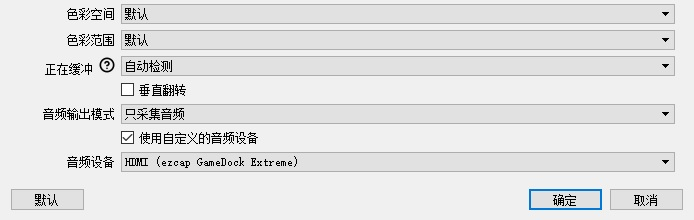 色彩空间 默认
色彩范围 默认
正在缓冲 ? 自动检测
垂直翻转
音频输出模式 只采集音频
使用自定义的音频设备
音频设备 HDMI (ezcap GameDock Extreme)
默认 确定 取消